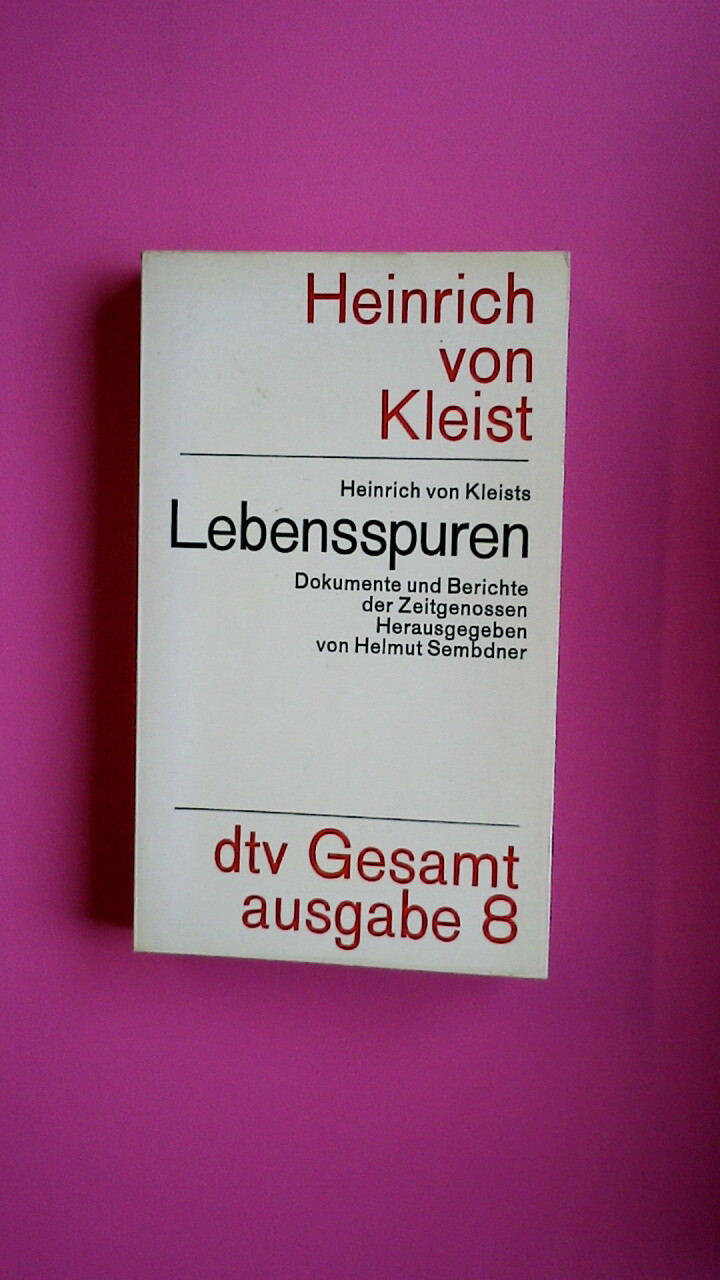 Heinrich
von
Kleist
Heinrich von Kleists
Lebensspuren
Dokumente und Berichte
der Zeitgenossen
Herausgegeben
von Helmut Sembdner
dtv Gesamt
ausgabe 8